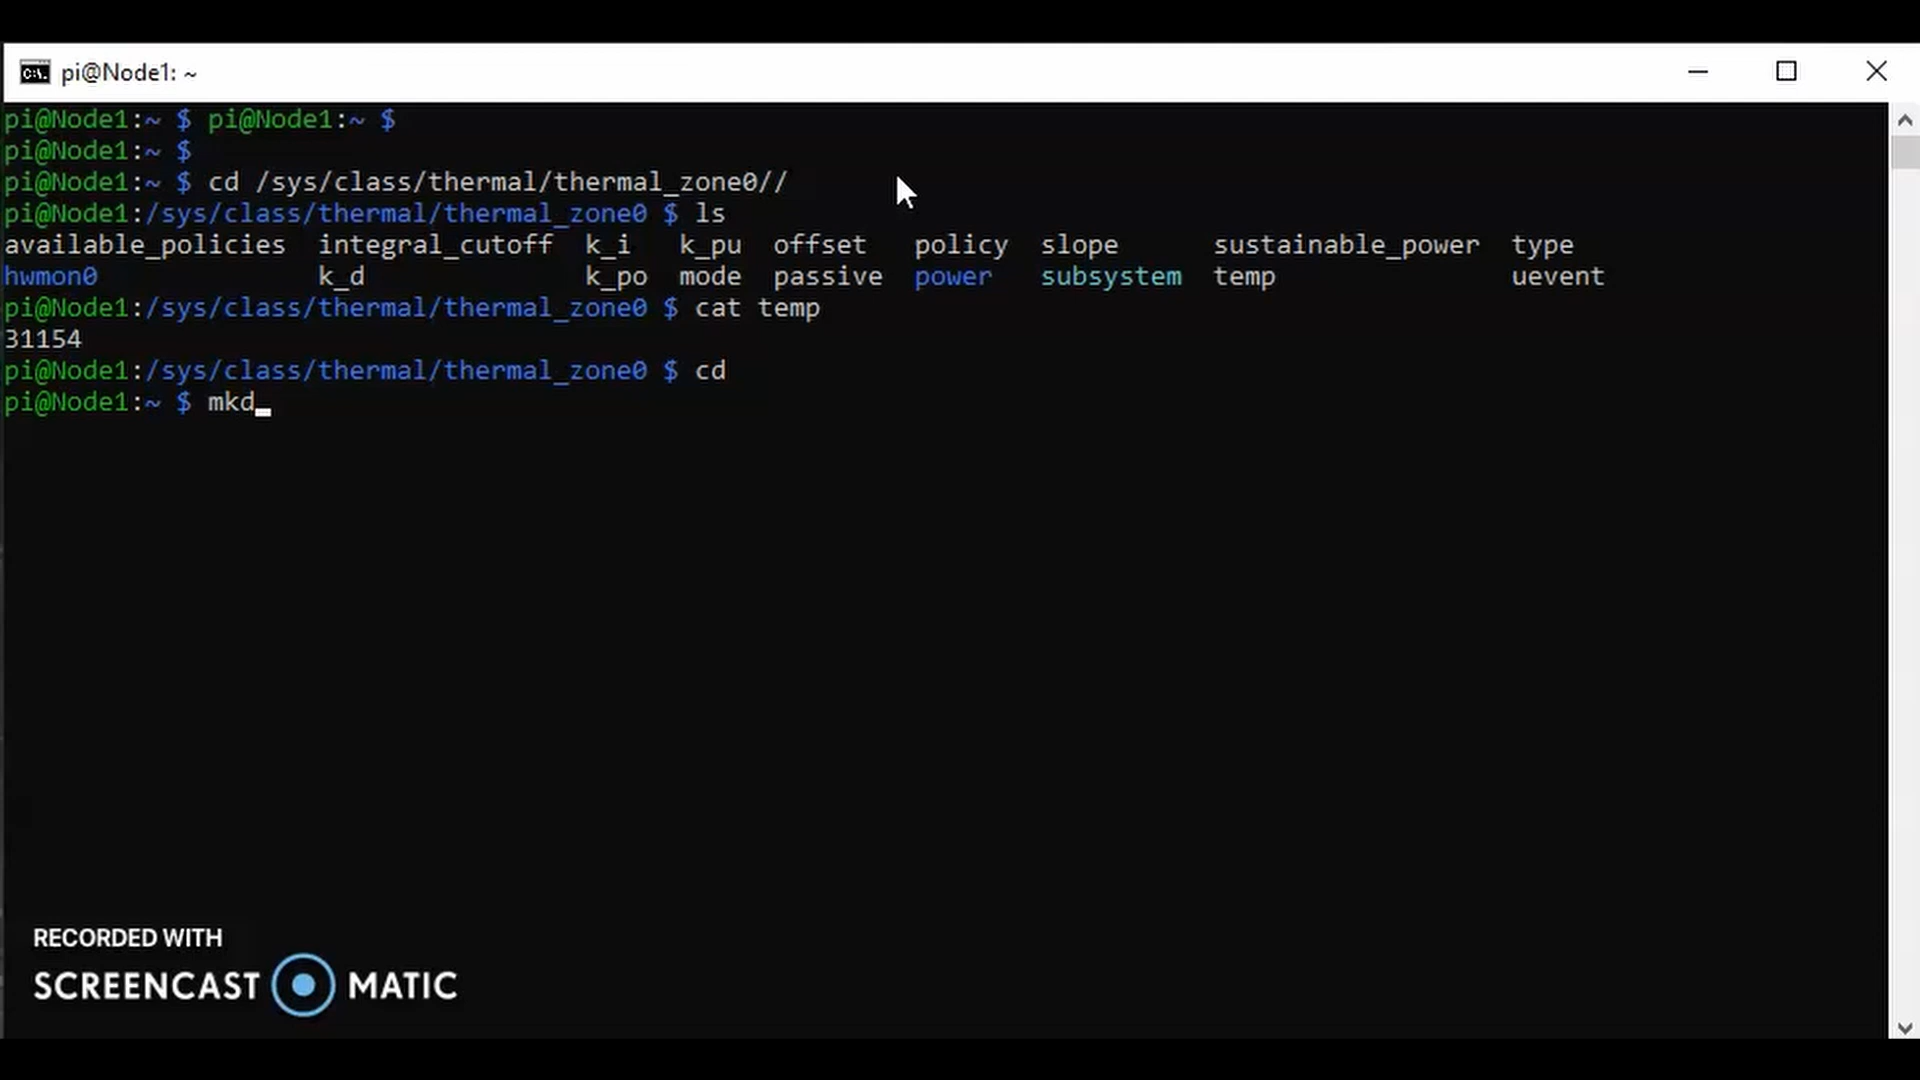 pi@Node1: ~
pi@Node1:~ $ pi@Node1:~ $
pi@Node1:~ $
pi@Node1:~ $ cd /sys/class/thermal/thermal_zone0//
pi@Node1:/sys/class/thermal/thermal_zone0 $ ls
available_policies integral_cutoff k_i k_pu offset policy slope sustainable_power type
hwmon0 k_d k_po mode passive power subsystem temp uevent
pi@Node1:/sys/class/thermal/thermal_zone0 $ cat temp
31154
pi@Node1:/sys/class/thermal/thermal_zone0 $ cd
pi@Node1:~ $ mkd
RECORDED WITH
SCREENCAST MATIC